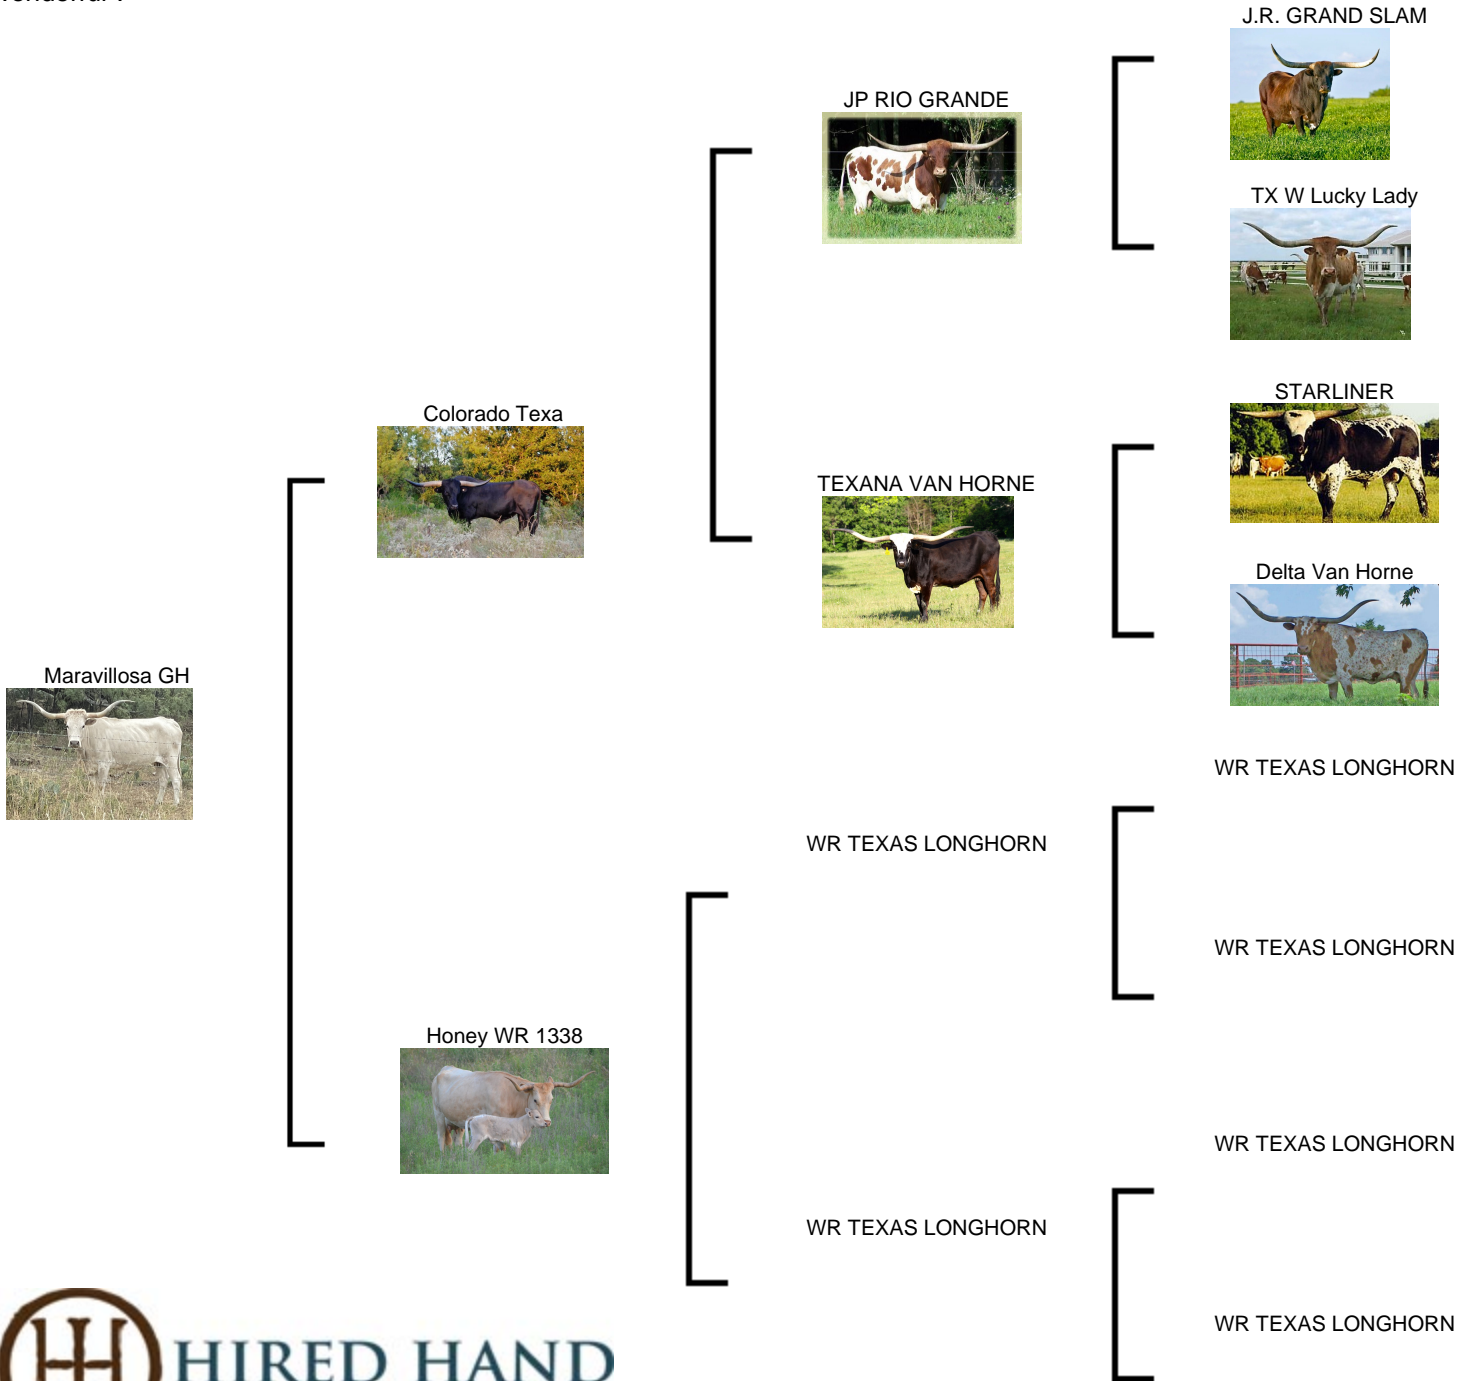 J.R. GRAND SLAM
JP RIO GRANDE
TX W Lucky Lady
STARLINER
Colorado Texa
TEXANA VAN HORNE
Delta Van Horne
Maravillosa GH
WR TEXAS LONGHORN
WR TEXAS LONGHORN
WR TEXAS LONGHORN
Honey WR 1338
WR TEXAS LONGHORN
WR TEXAS LONGHORN
WR TEXAS LONGHORN
HIRED HAND